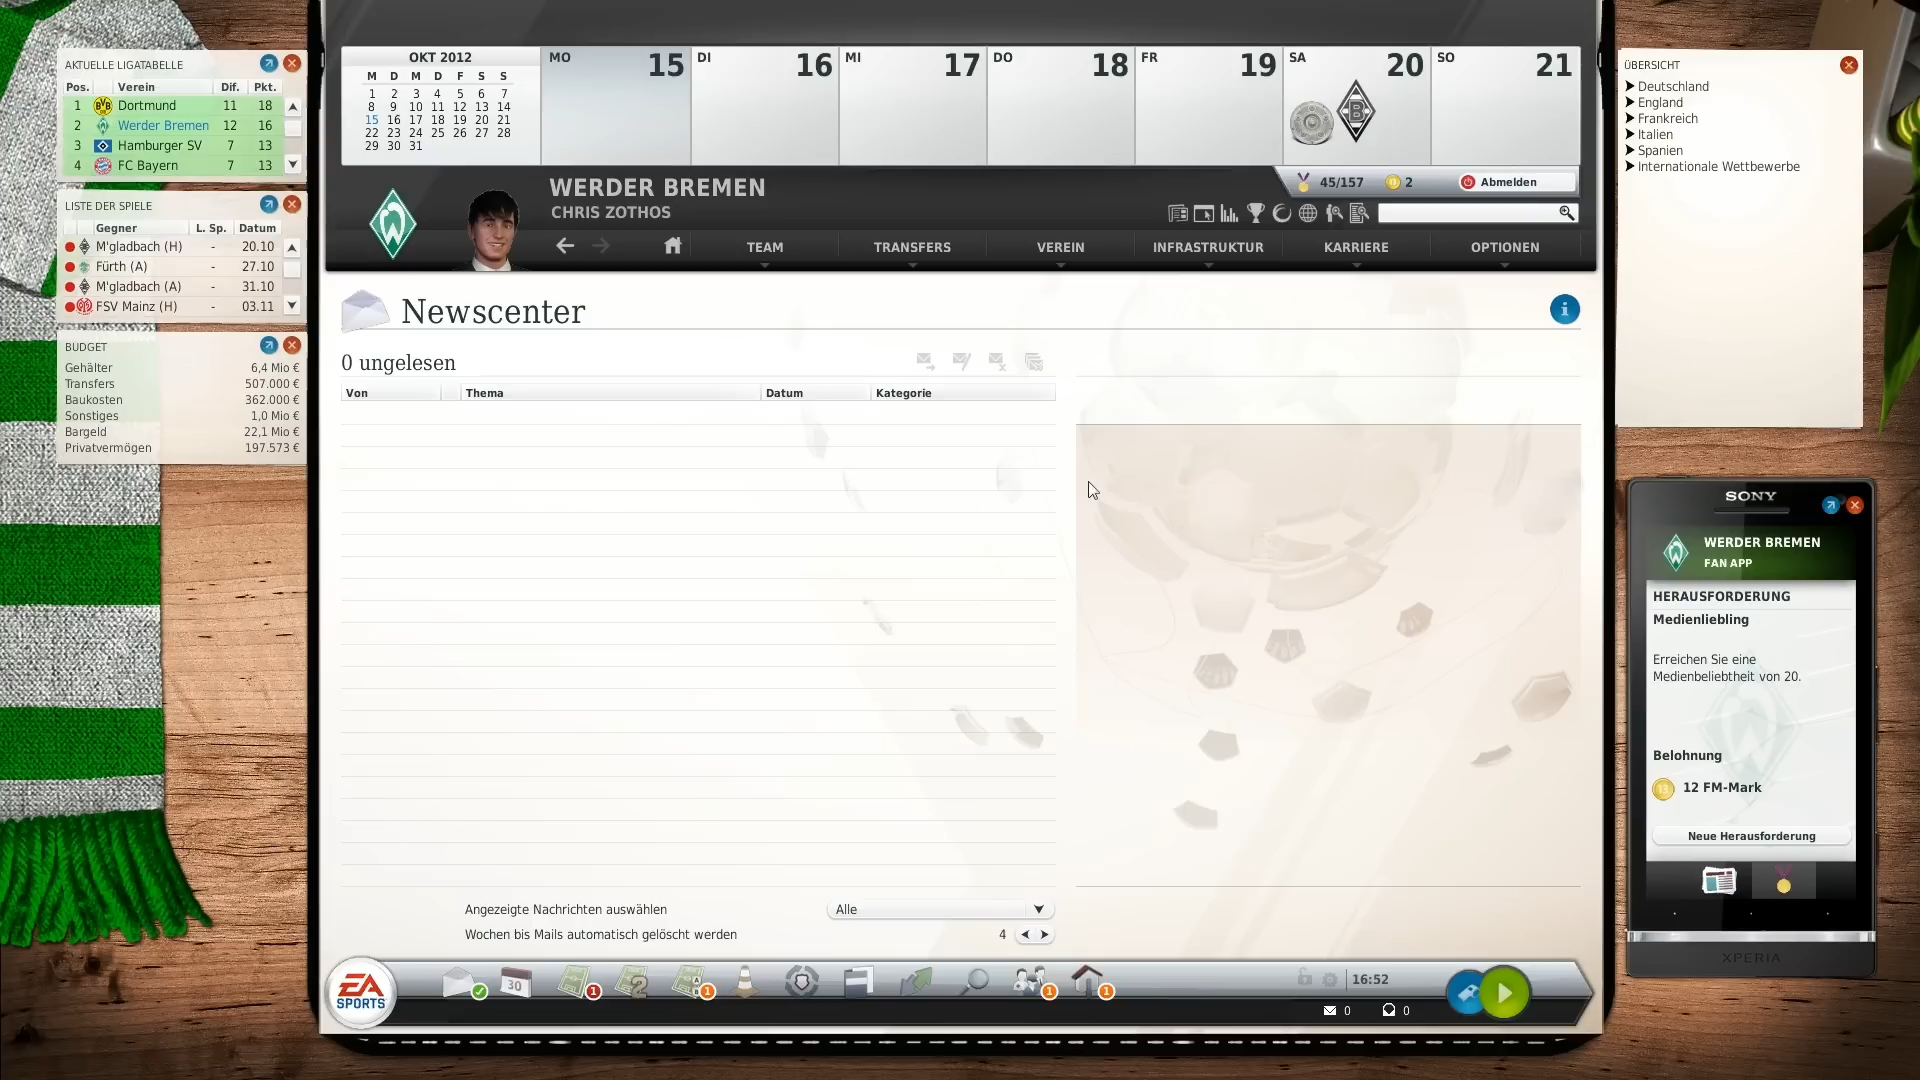 AKTUELLE LIGATABELLE
Pos. Verein Dif. Pkt.
1 Dortmund 11 18
2 Werder Bremen 12 16
3 Hamburger SV 7 13
4 FC Bayern 7 13
LISTE DER SPIELE
Gegner L. Sp. Datum
M'gladbach (H) - 20.10
Fürth (A) - 27.10
M'gladbach (A) - 31.10
FSV Mainz (H) - 03.11
BUDGET
Gehälter 6,4 Mio €
Transfers 507.000 €
Baukosten 362.000 €
Sonstiges 1,0 Mio €
Bargeld 22,1 Mio €
Privatvermögen 197.573 €
OKT 2012
M D M D F S S
1 2 3 4 5 6 7
8 9 10 11 12 13 14
15 16 17 18 19 20 21
22 23 24 25 26 27 28
29 30 31
MO 15 DI 16 MI 17 DO 18 FR 19 SA 20 SO 21
WERDER BREMEN
CHRIS ZOTHOS
45/157 2 Abmelden
TEAM TRANSFERS VEREIN INFRASTRUKTUR KARRIERE OPTIONEN
Newscenter
0 ungelesen
Von Thema Datum Kategorie
Angezeigte Nachrichten auswählen Alle
Wochen bis Mails automatisch gelöscht werden 4
EA SPORTS
30 1 2 1 1 1
16:52
0 0
ÜBERSICHT
Deutschland
England
Frankreich
Italien
Spanien
Internationale Wettbewerbe
SONY
WERDER BREMEN
FAN APP
HERAUSFORDERUNG
Medienliebling
Erreichen Sie eine
Medienbeliebtheit von 20.
Belohnung
12 FM-Mark
Neue Herausforderung
XPERIA